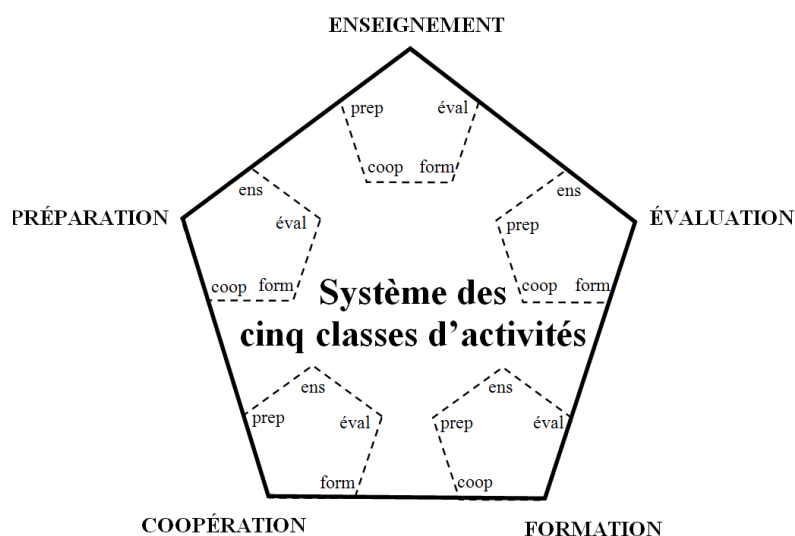 ENSEIGNEMENT
prep
éval
coop
form
ens
ens
PRÉPARATION
éval
prep
ÉVALUATION
coop
form
coop
form
Système des
cinq classes d’activités
ens
ens
prep
éval
prep
éval
form
coop
COOPÉRATION
FORMATION